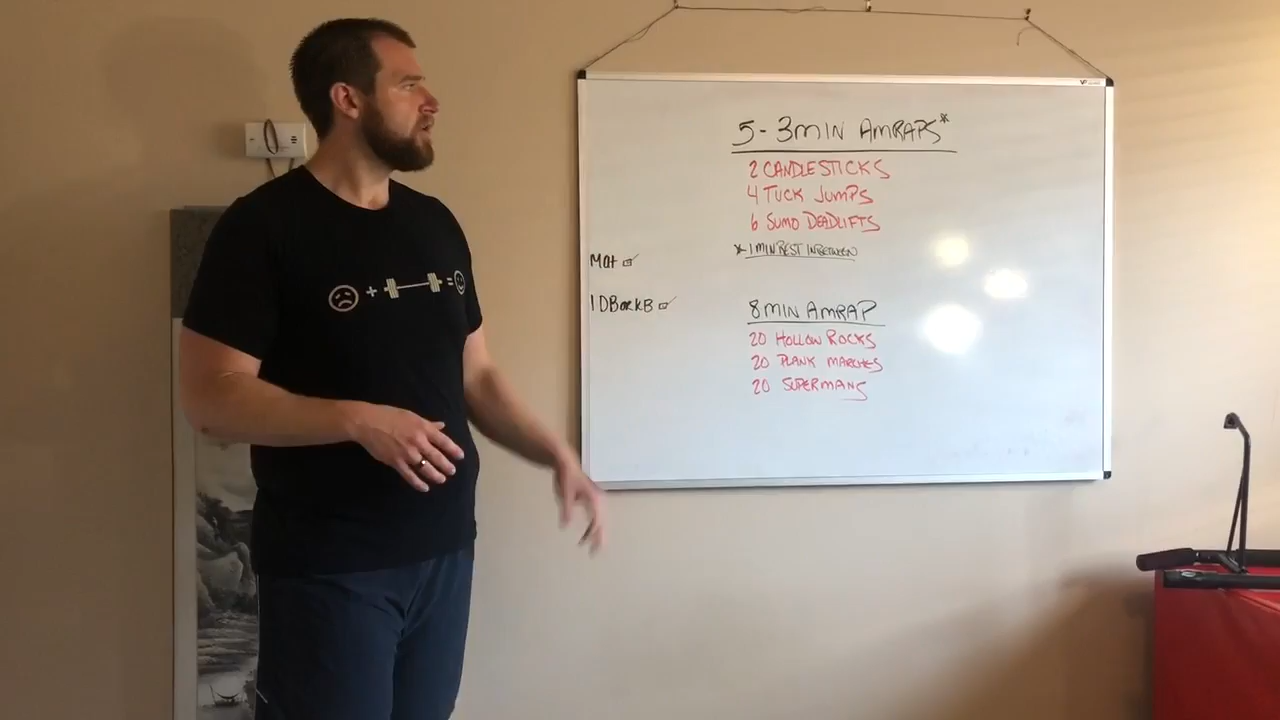 5 - 3MIN AMRAPS*
2 CANDLESTICKS
4 TUCK JUMPS
6 SUMO DEADLIFTS
* 1 MIN REST INBETWEEN
MAT
1 DB or KB
8 MIN AMRAP
20 HOLLOW ROCKS
20 PLANK MARCHES
20 SUPERMANS